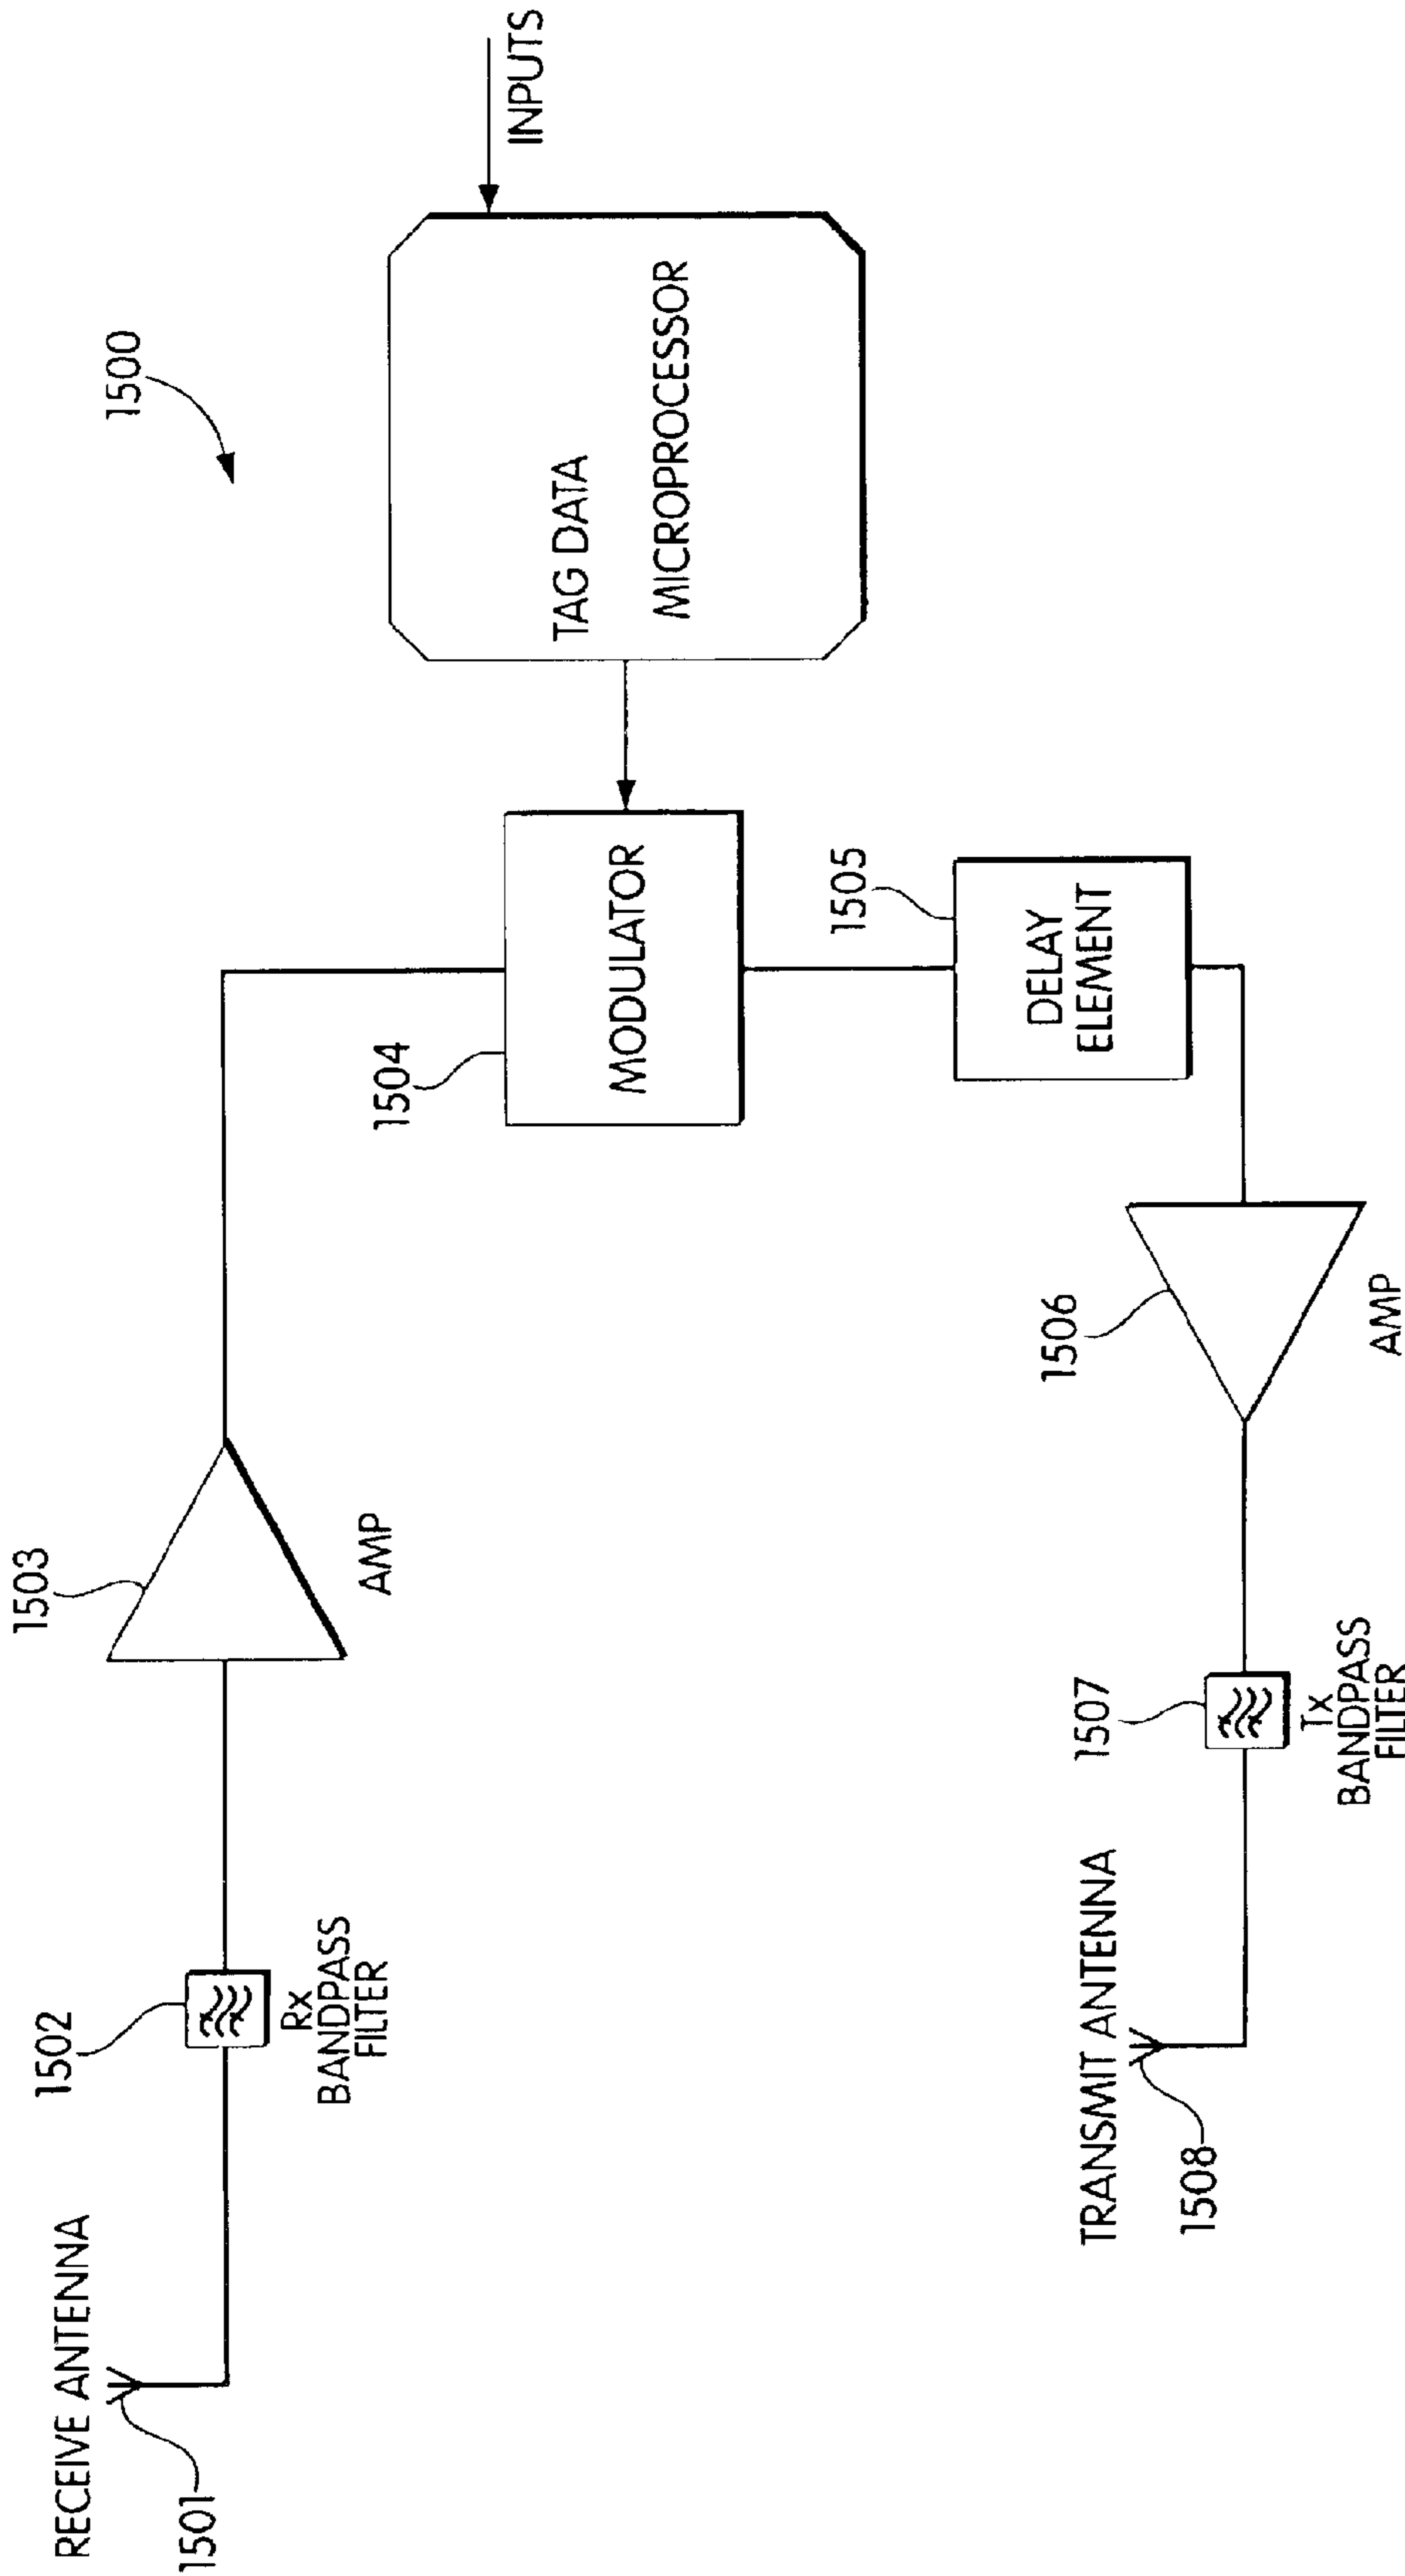 1500
RECEIVE ANTENNA
1501
1502
Rx
BANDPASS
FILTER
1503
AMP
1504
MODULATOR
TAG DATA
MICROPROCESSOR
INPUTS
1505
DELAY
ELEMENT
1506
AMP
1507
Tx
BANDPASS
FILTER
TRANSMIT ANTENNA
1508